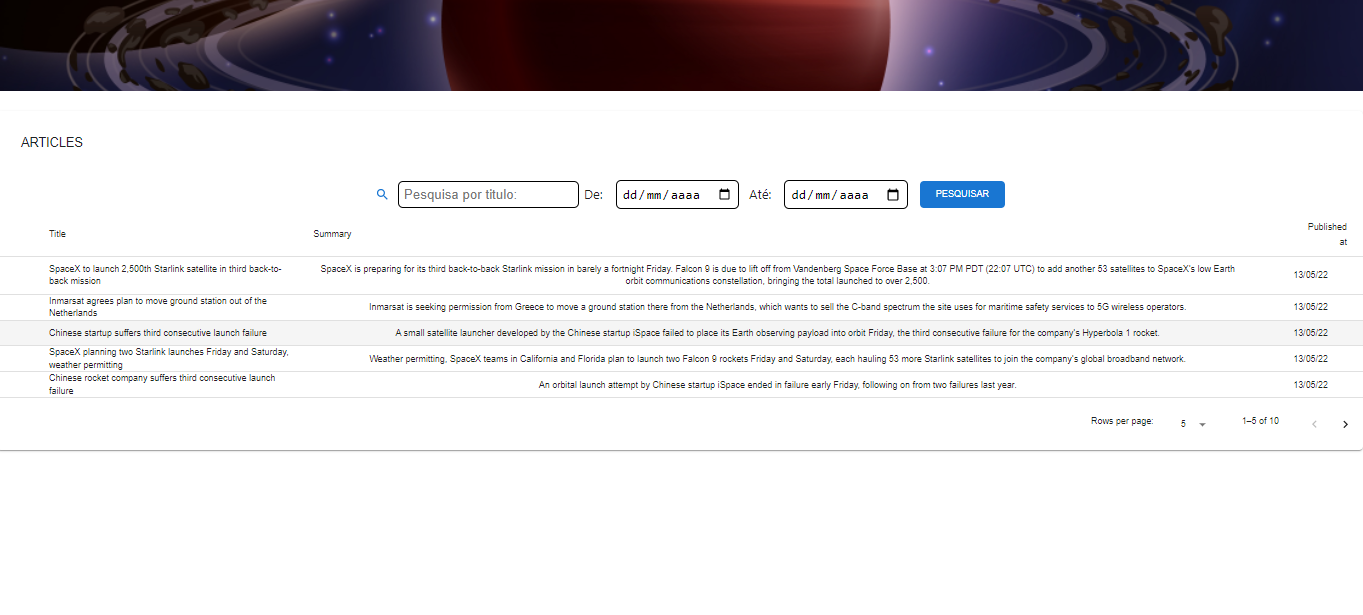 ARTICLES
Pesquisa por titulo: De: dd/mm/aaaa Até: dd/mm/aaaa PESQUISAR
Title Summary Published
at
SpaceX to launch 2,500th Starlink satellite in third back-to-
back mission
SpaceX is preparing for its third back-to-back Starlink mission in barely a fortnight Friday. Falcon 9 is due to lift off from Vandenberg Space Force Base at 3:07 PM PDT (22:07 UTC) to add another 53 satellites to SpaceX's low Earth
orbit communications constellation, bringing the total launched to over 2,500.
13/05/22
Inmarsat agrees plan to move ground station out of the
Netherlands
Inmarsat is seeking permission from Greece to move a ground station there from the Netherlands, which wants to sell the C-band spectrum the site uses for maritime safety services to 5G wireless operators.
13/05/22
Chinese startup suffers third consecutive launch failure
A small satellite launcher developed by the Chinese startup iSpace failed to place its Earth observing payload into orbit Friday, the third consecutive failure for the company's Hyperbola 1 rocket.
13/05/22
SpaceX planning two Starlink launches Friday and Saturday,
weather permitting
Weather permitting, SpaceX teams in California and Florida plan to launch two Falcon 9 rockets Friday and Saturday, each hauling 53 more Starlink satellites to join the company's global broadband network.
13/05/22
Chinese rocket company suffers third consecutive launch
failure
An orbital launch attempt by Chinese startup iSpace ended in failure early Friday, following on from two failures last year.
13/05/22
Rows per page: 5 1–5 of 10